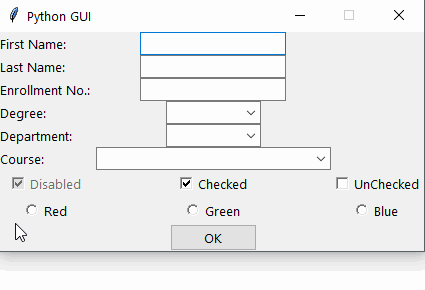 Python GUI
First Name:
Last Name:
Enrollment No.:
Degree:
Department:
Course:
Disabled Checked UnChecked
Red Green Blue
OK